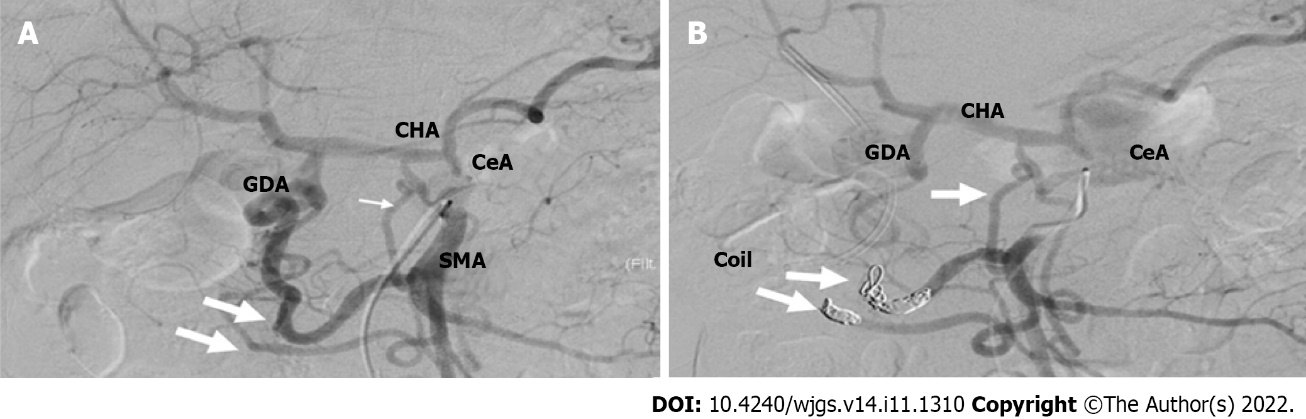 A
CHA
CeA
GDA
SMA
(Filt.
B
CHA
GDA
CeA
Coil
DOI: 10.4240/wjgs.v14.i11.1310 Copyright ©The Author(s) 2022.